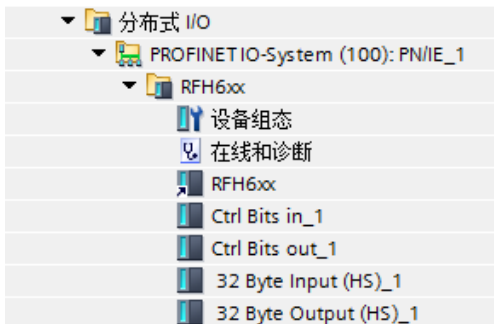 分布式 I/O
PROFINET IO-System (100): PN/IE_1
RFH6xx
设备组态
在线和诊断
RFH6xx
Ctrl Bits in_1
Ctrl Bits out_1
32 Byte Input (HS)_1
32 Byte Output (HS)_1